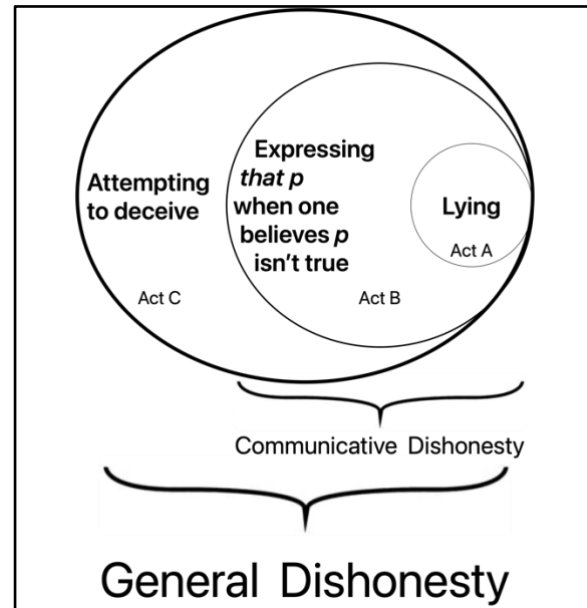 Attempting
to deceive
Act C
Expressing
that p
when one
believes p
isn't true
Act B
Lying
Act A
Communicative Dishonesty
General Dishonesty